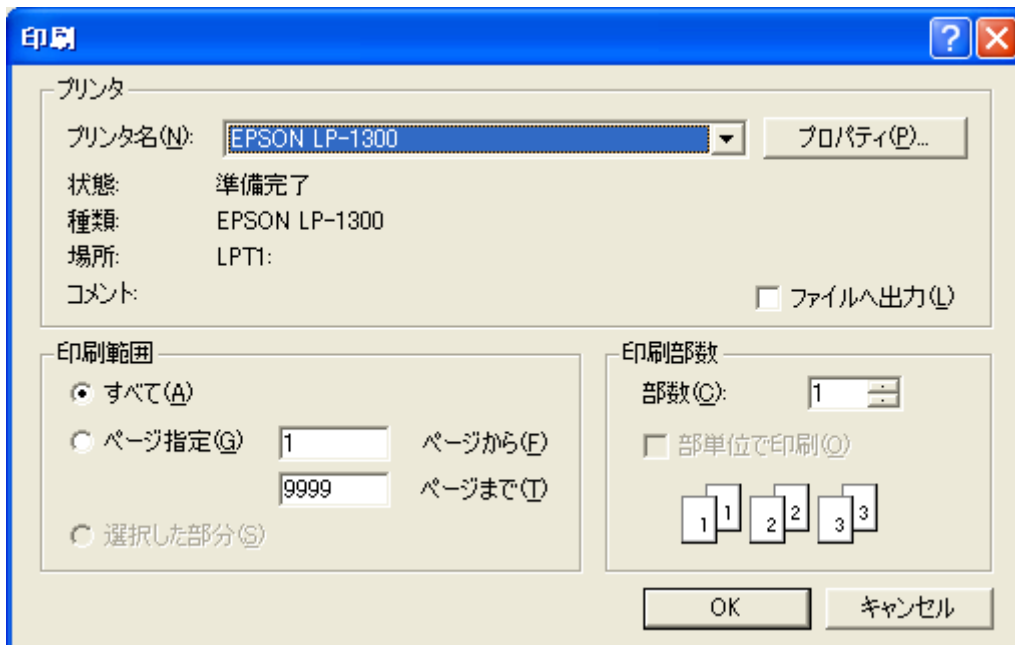 印刷
プリンタ
プリンタ名(N): EPSON LP-1300 プロパティ(P)...
状態: 準備完了
種類: EPSON LP-1300
場所: LPT1:
コメント: ファイルへ出力(L)
印刷範囲
すべて(A)
ページ指定(G) 1 ページから(F)
9999 ページまで(T)
選択した部分(S)
印刷部数
部数(C): 1
部単位で印刷(O)
1 1 2 2 3 3
OK キャンセル